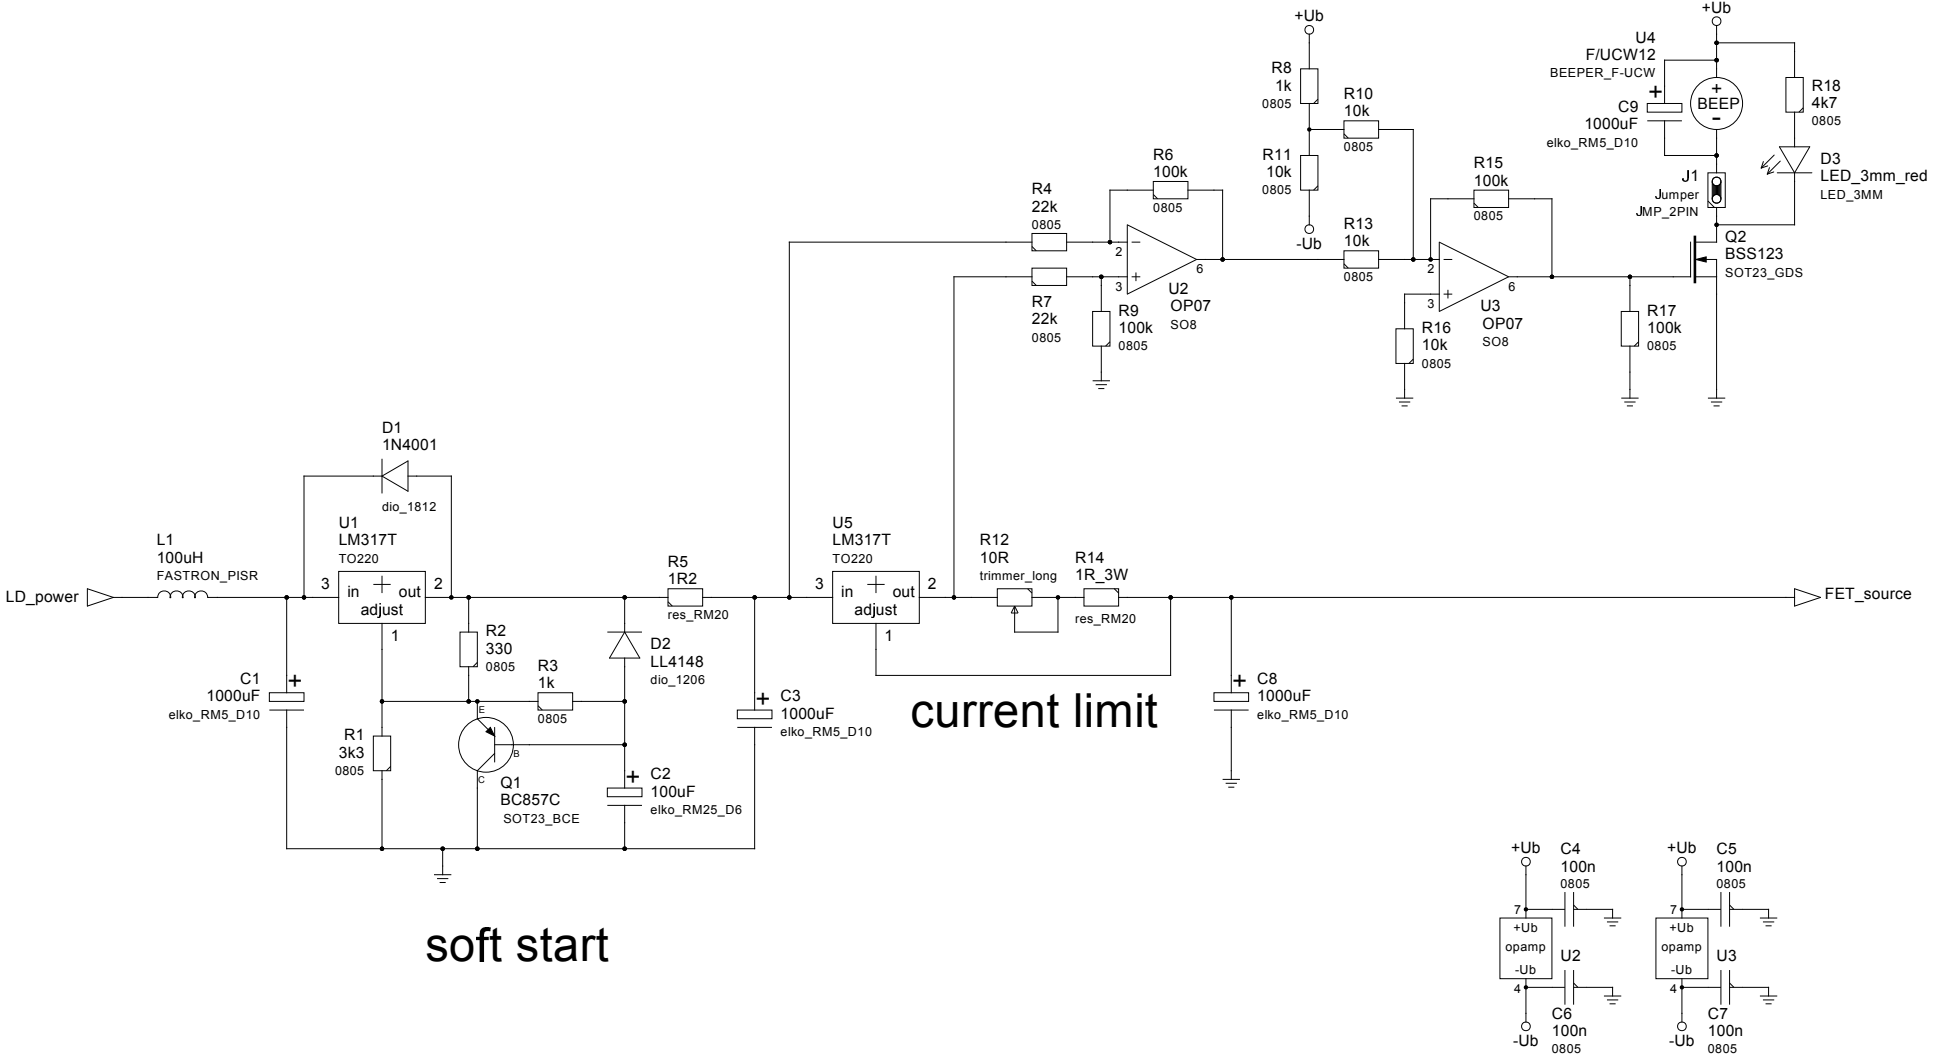 +Ub
U4
F/UCW12
BEEPER_F-UCW
+
BEEP
-
C9
1000uF
elko_RM5_D10
+
R18
4k7
0805
D3
LED_3mm_red
LED_3MM
J1
Jumper
JMP_2PIN
Q2
BSS123
SOT23_GDS
+Ub
R8
1k
0805
R10
10k
0805
R11
10k
0805
-Ub
R13
10k
0805
R15
100k
0805
2
−
+
3
6
U3
OP07
SO8
R16
10k
0805
R17
100k
0805
R4
22k
0805
R6
100k
0805
R7
22k
0805
R9
100k
0805
2
−
+
3
6
U2
OP07
SO8
D1
1N4001
dio_1812
LD_power
L1
100uH
FASTRON_PISR
U1
LM317T
TO220
3
in
out
adjust
2
1
R5
1R2
res_RM20
U5
LM317T
TO220
3
in
out
adjust
2
1
R12
10R
trimmer_long
R14
1R_3W
res_RM20
FET_source
C1
1000uF
elko_RM5_D10
+
R2
330
0805
R3
1k
0805
D2
LL4148
dio_1206
R1
3k3
0805
E
B
C
Q1
BC857C
SOT23_BCE
+
C2
100uF
elko_RM25_D6
+
C3
1000uF
elko_RM5_D10
current limit
+
C8
1000uF
elko_RM5_D10
soft start
+Ub
C4
100n
0805
7
+Ub
opamp
-Ub
4
U2
C6
100n
0805
-Ub
+Ub
C5
100n
0805
7
+Ub
opamp
-Ub
4
U3
C7
100n
0805
-Ub